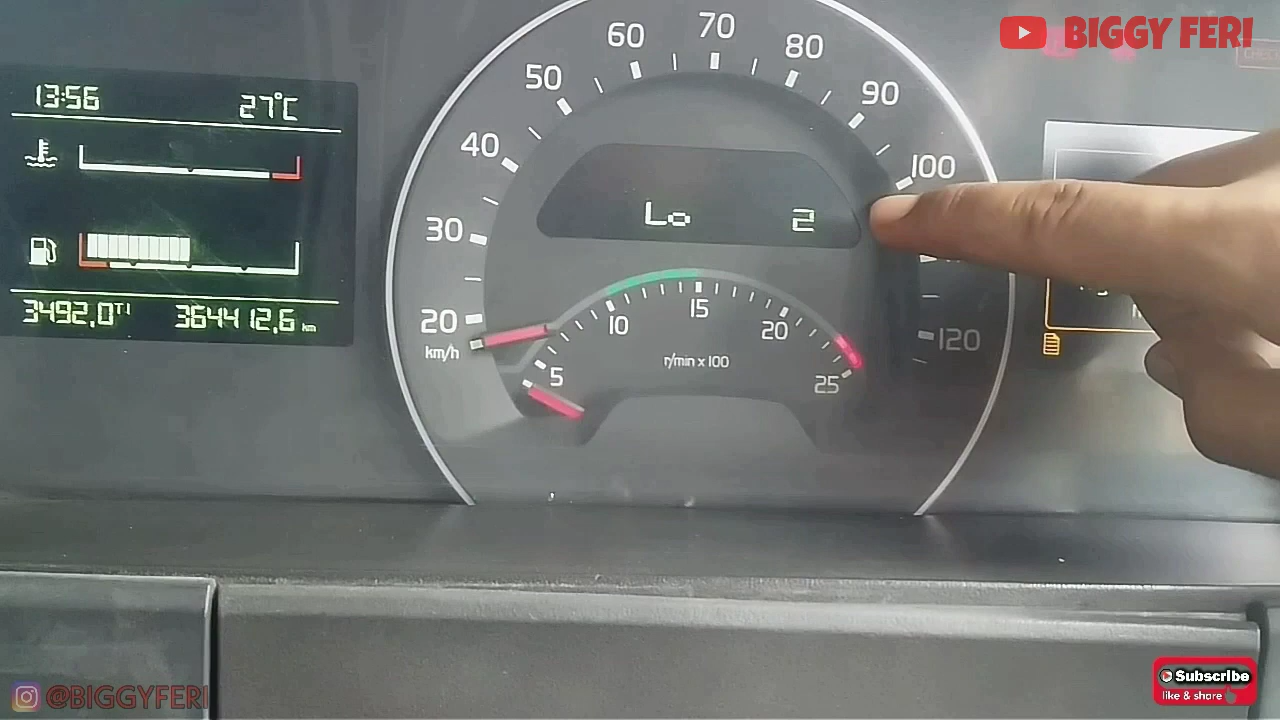 BIGGY FERI
13:56
27°C
3492,0 T1
364412,6 km
20
30
40
50
60
70
80
90
100
120
km/h
Lo 2
5
10
15
20
25
r/min x 100
@BIGGYFERI
Subscribe
like & share